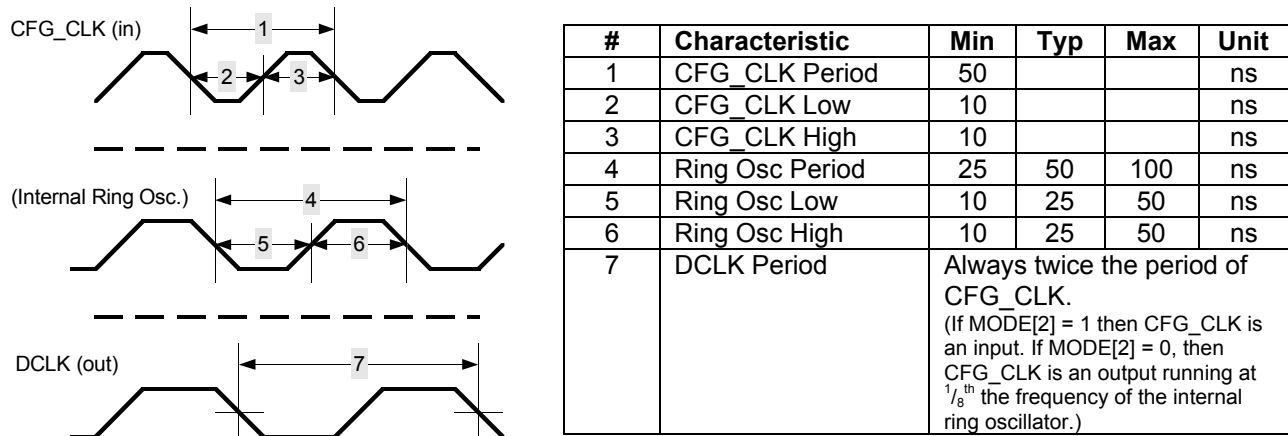 CFG_CLK (in)
1
2
3
(Internal Ring Osc.)
4
5
6
DCLK (out)
7
# Characteristic Min Typ Max Unit
1 CFG_CLK Period 50 ns
2 CFG_CLK Low 10 ns
3 CFG_CLK High 10 ns
4 Ring Osc Period 25 50 100 ns
5 Ring Osc Low 10 25 50 ns
6 Ring Osc High 10 25 50 ns
7 DCLK Period Always twice the period of
CFG_CLK.
(If MODE[2] = 1 then CFG_CLK is
an input. If MODE[2] = 0, then
CFG_CLK is an output running at
1/8th the frequency of the internal
ring oscillator.)